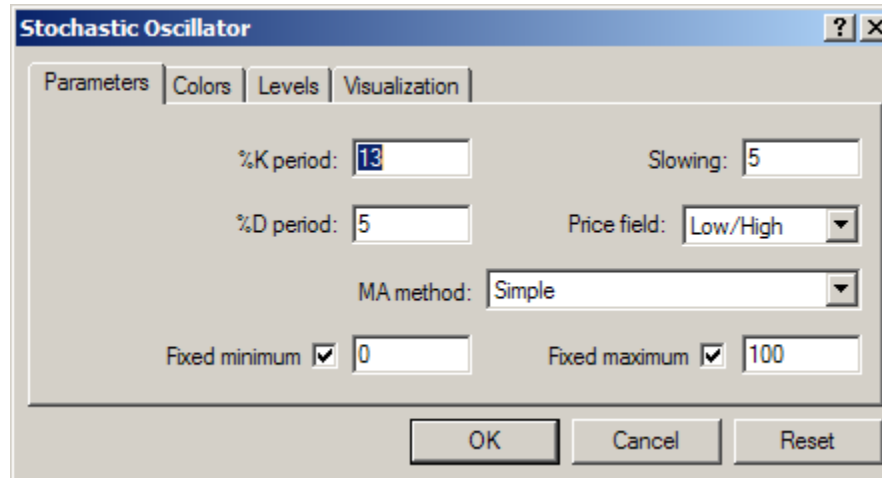 Stochastic Oscillator
Parameters Colors Levels Visualization
%K period: 13 Slowing: 5
%D period: 5 Price field: Low/High
MA method: Simple
Fixed minimum 0 Fixed maximum 100
OK Cancel Reset